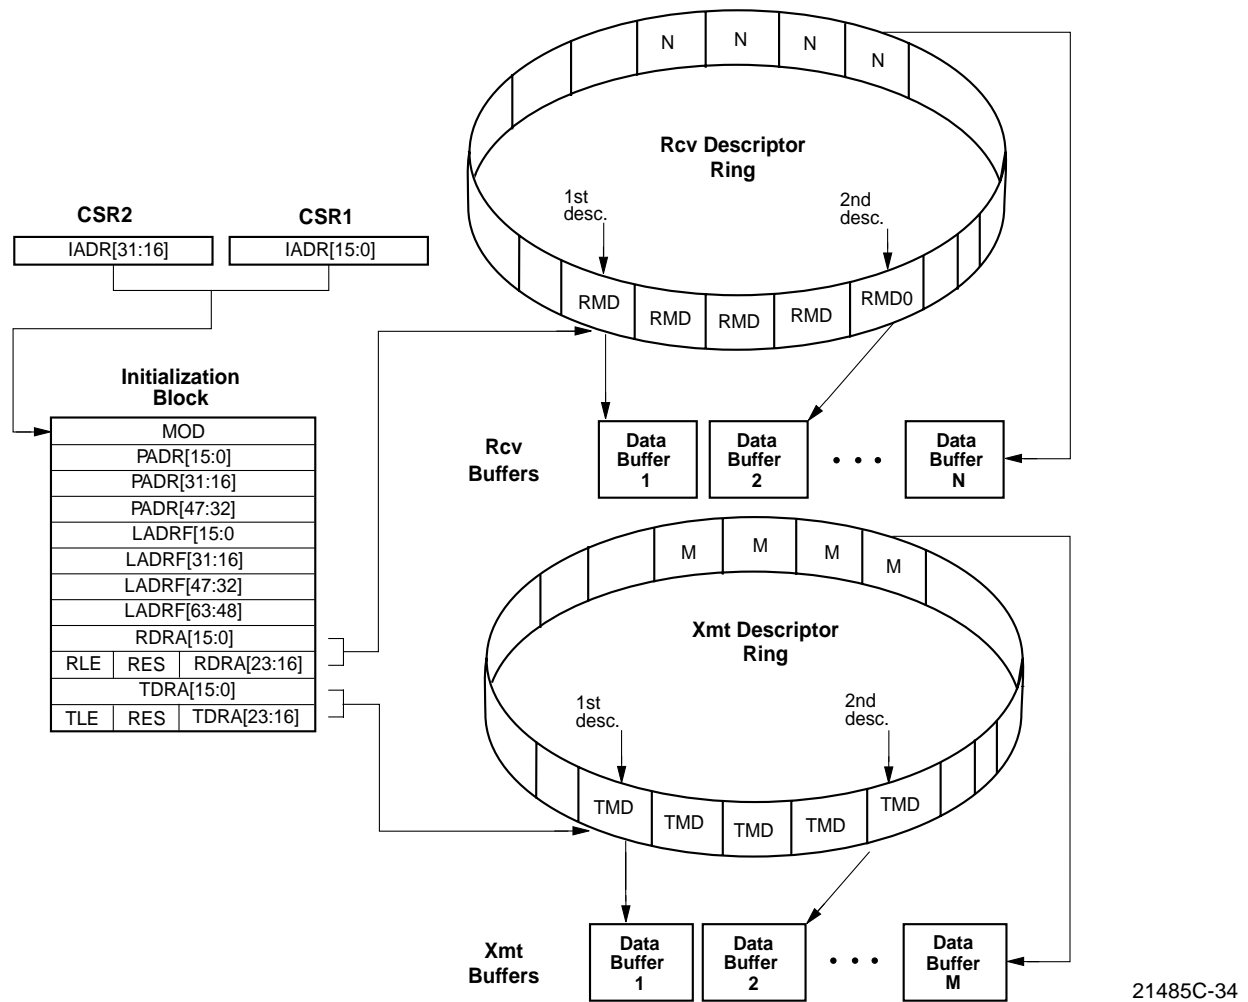 N N N N
Rcv Descriptor
Ring
1st
desc.
2nd
desc.
CSR2 CSR1
IADR[31:16] IADR[15:0]
RMD RMD RMD RMD RMD0
Initialization
Block
MOD
PADR[15:0]
PADR[31:16]
PADR[47:32]
LADRF[15:0
LADRF[31:16]
LADRF[47:32]
LADRF[63:48]
RDRA[15:0]
RLE RES RDRA[23:16]
TDRA[15:0]
TLE RES TDRA[23:16]
Rcv
Buffers
Data
Buffer
1
Data
Buffer
2
• • •
Data
Buffer
N
M M M M
Xmt Descriptor
Ring
1st
desc.
2nd
desc.
TMD TMD TMD TMD TMD
Xmt
Buffers
Data
Buffer
1
Data
Buffer
2
• • •
Data
Buffer
M
21485C-34